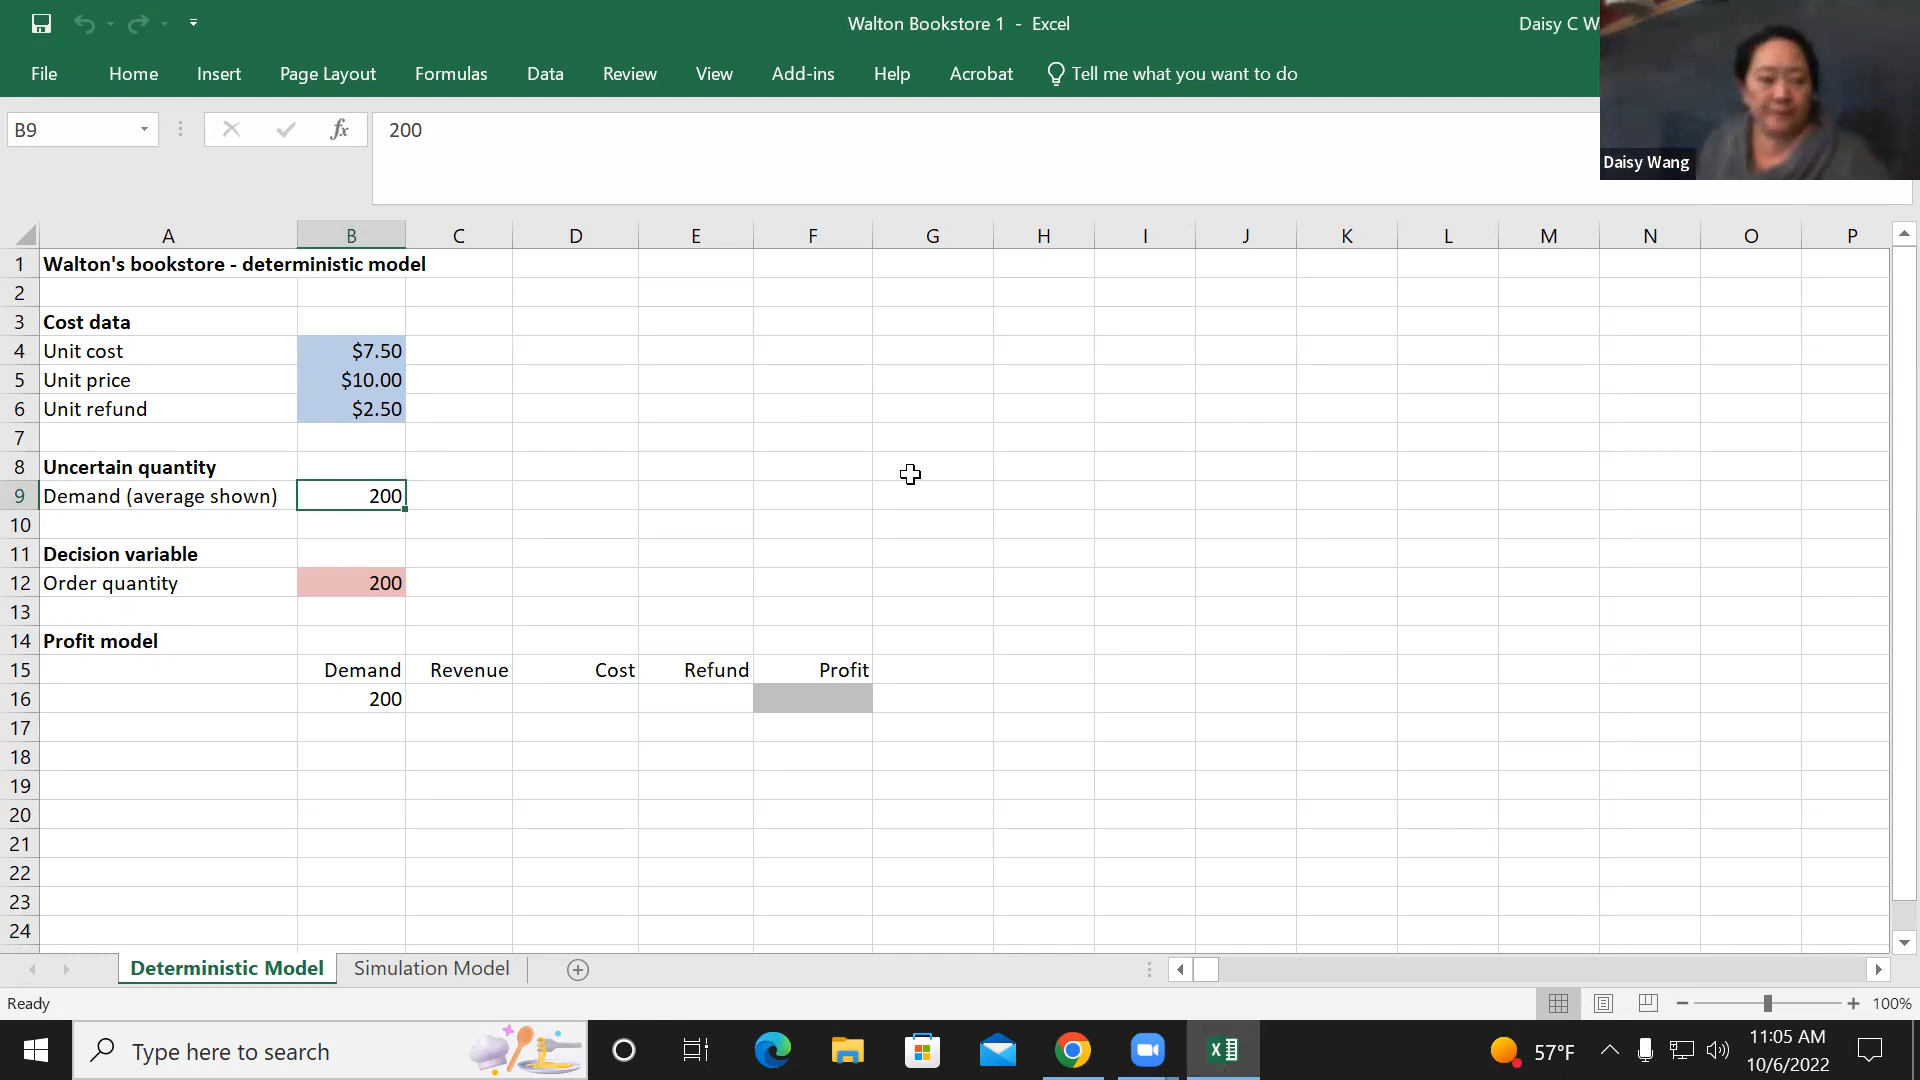 Walton Bookstore 1 - Excel
Daisy C W
File Home Insert Page Layout Formulas Data Review View Add-ins Help Acrobat Tell me what you want to do
B9 fx 200
Daisy Wang
A B C D E F G H I J K L M N O P
1 Walton's bookstore - deterministic model
2
3 Cost data
4 Unit cost $7.50
5 Unit price $10.00
6 Unit refund $2.50
7
8 Uncertain quantity
9 Demand (average shown) 200
10
11 Decision variable
12 Order quantity 200
13
14 Profit model
15 Demand Revenue Cost Refund Profit
16 200
17
18
19
20
21
22
23
24
Deterministic Model Simulation Model
Ready 100%
Type here to search 57°F 11:05 AM
10/6/2022